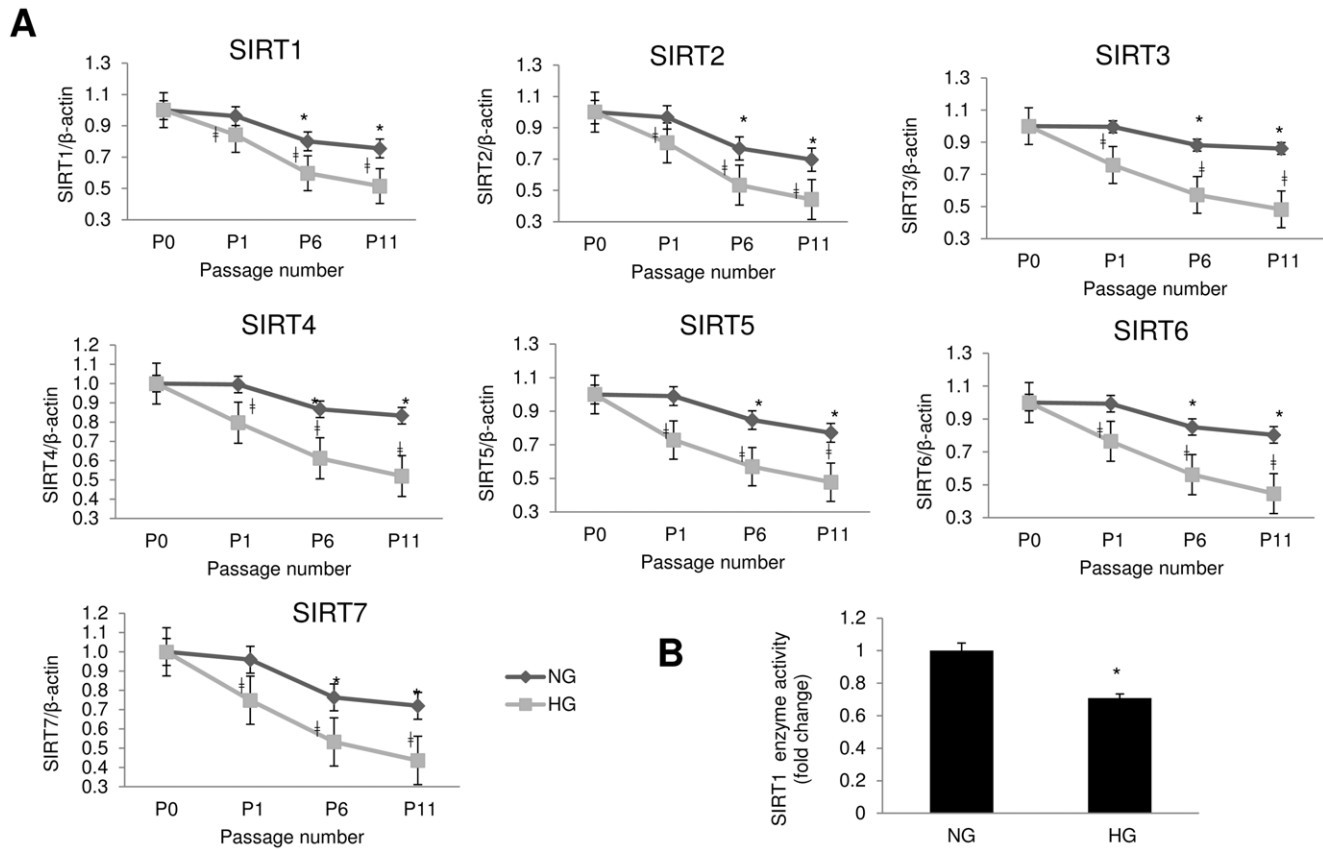 A
SIRT1
SIRT1/β-actin
1.3
1.1
0.9
0.7
0.5
0.3
* *
ǂ ǂ ǂ
P0 P1 P6 P11
Passage number
SIRT2
SIRT2/β-actin
1.3
1.1
0.9
0.7
0.5
0.3
* *
ǂ ǂ ǂ
P0 P1 P6 P11
Passage number
SIRT3
SIRT3/β-actin
1.3
1.1
0.9
0.7
0.5
0.3
* *
ǂ ǂ ǂ
P0 P1 P6 P11
Passage number
SIRT4
SIRT4/β-actin
1.2
1.1
1.0
0.9
0.8
0.7
0.6
0.5
0.4
0.3
* *
ǂ ǂ ǂ
P0 P1 P6 P11
Passage number
SIRT5
SIRT5/β-actin
1.3
1.1
0.9
0.7
0.5
0.3
* *
ǂ ǂ ǂ
P0 P1 P6 P11
Passage number
SIRT6
SIRT6/β-actin
1.3
1.1
0.9
0.7
0.5
0.3
* *
ǂ ǂ ǂ
P0 P1 P6 P11
Passage number
SIRT7
SIRT7/β-actin
1.2
1.1
1.0
0.9
0.8
0.7
0.6
0.5
0.4
0.3
* *
ǂ ǂ ǂ
P0 P1 P6 P11
Passage number
NG
HG
B
SIRT1 enzyme activity
(fold change)
1.2
1
0.8
0.6
0.4
0.2
0
*
NG HG